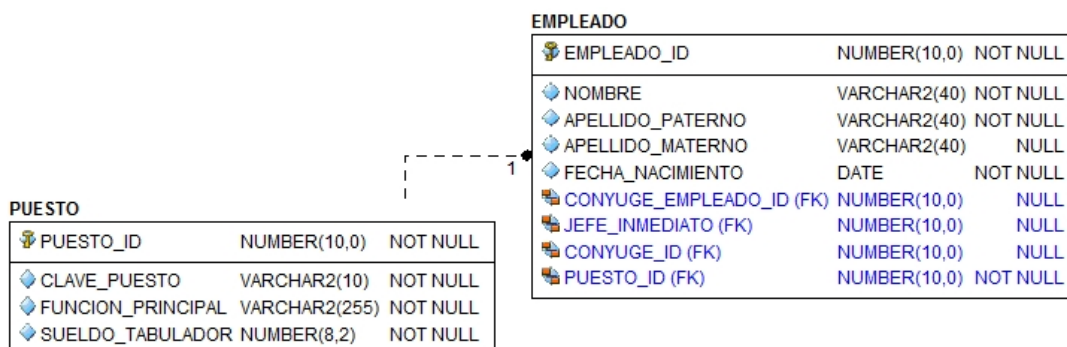 EMPLEADO
EMPLEADO_ID NUMBER(10,0) NOT NULL
NOMBRE VARCHAR2(40) NOT NULL
APELLIDO_PATERNO VARCHAR2(40) NOT NULL
APELLIDO_MATERNO VARCHAR2(40) NULL
FECHA_NACIMIENTO DATE NOT NULL
CONYUGE_EMPLEADO_ID (FK) NUMBER(10,0) NULL
JEFE_INMEDIATO (FK) NUMBER(10,0) NULL
CONYUGE_ID (FK) NUMBER(10,0) NULL
PUESTO_ID (FK) NUMBER(10,0) NOT NULL
1
PUESTO
PUESTO_ID NUMBER(10,0) NOT NULL
CLAVE_PUESTO VARCHAR2(10) NOT NULL
FUNCION_PRINCIPAL VARCHAR2(255) NOT NULL
SUELDO_TABULADOR NUMBER(8,2) NOT NULL